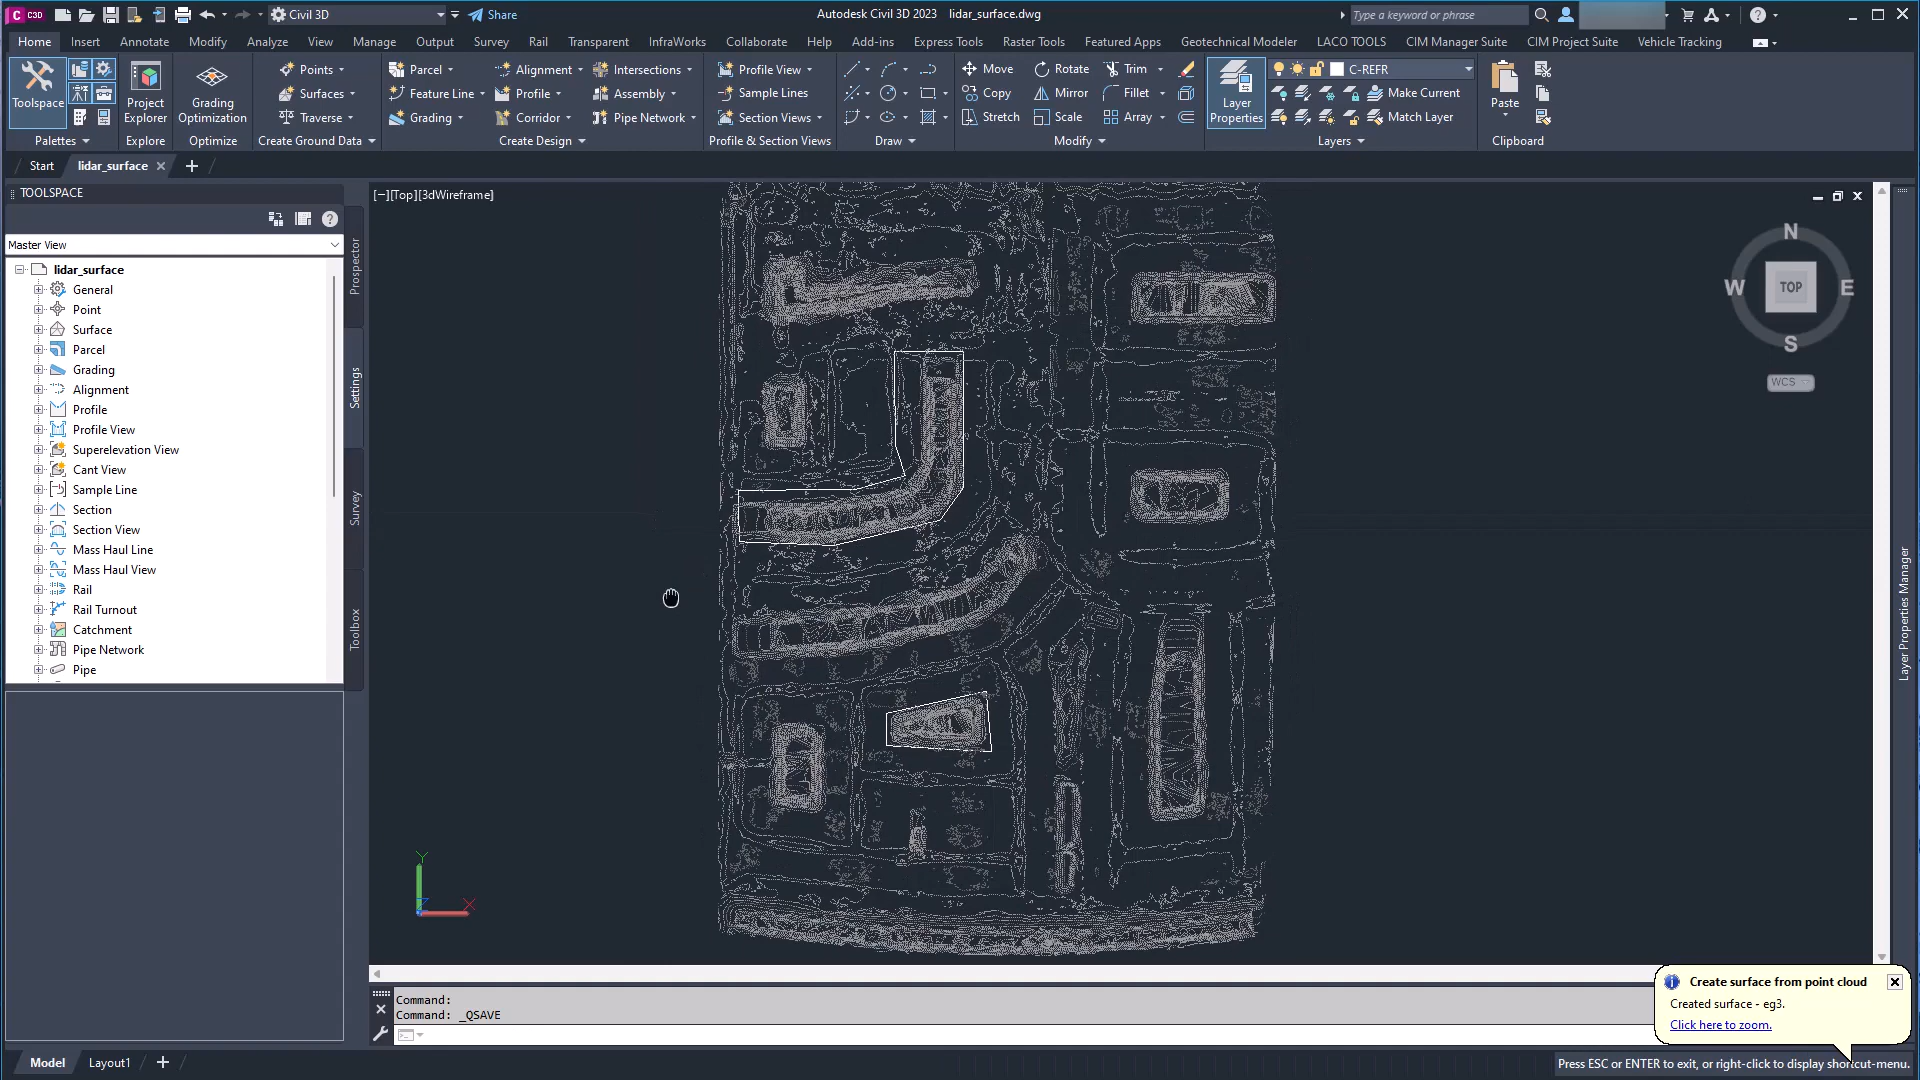 C3D
Civil 3D
Share
Autodesk Civil 3D 2023 lidar_surface.dwg
Type a keyword or phrase
Home Insert Annotate Modify Analyze View Manage Output Survey Rail Transparent InfraWorks Collaborate Help Add-ins Express Tools Raster Tools Featured Apps Geotechnical Modeler LACO TOOLS CIM Manager Suite CIM Project Suite Vehicle Tracking
Toolspace
Project Explorer
Grading Optimization
Points
Surfaces
Traverse
Parcel
Feature Line
Grading
Alignment
Profile
Corridor
Intersections
Assembly
Pipe Network
Profile View
Sample Lines
Section Views
Move
Copy
Stretch
Rotate
Mirror
Scale
Trim
Fillet
Array
Layer Properties
C-REFR
Make Current
Match Layer
Paste
Palettes Explore Optimize Create Ground Data Create Design Profile & Section Views Draw Modify Layers Clipboard
Start lidar_surface
TOOLSPACE
Master View
lidar_surface
General
Point
Surface
Parcel
Grading
Alignment
Profile
Profile View
Superelevation View
Cant View
Sample Line
Section
Section View
Mass Haul Line
Mass Haul View
Rail
Rail Turnout
Catchment
Pipe Network
Pipe
Prospector
Settings
Survey
Toolbox
[−][Top][3dWireframe]
N
W TOP E
S
WCS
Layer Properties Manager
Y
Z
X
Command:
Command: _QSAVE
Create surface from point cloud
Created surface - eg3.
Click here to zoom.
Model Layout1
Press ESC or ENTER to exit, or right-click to display shortcut-menu.